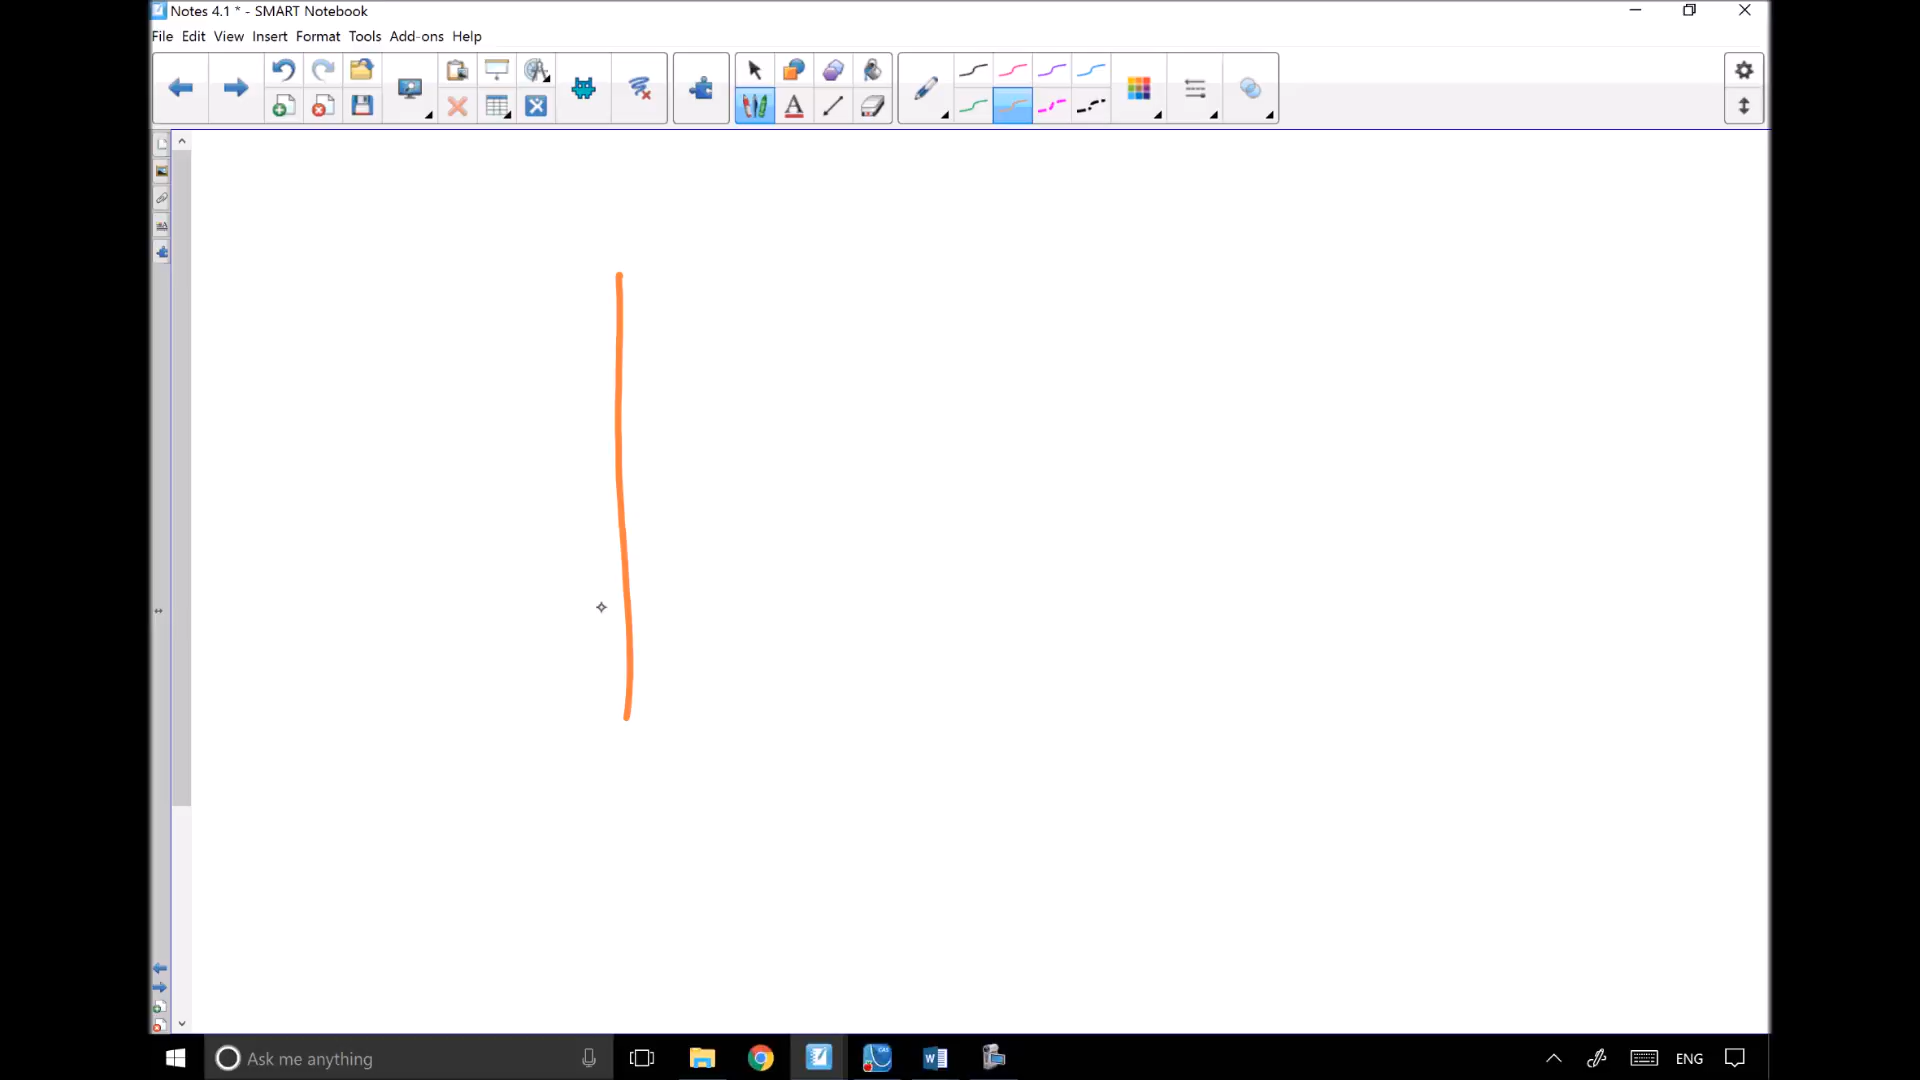 Notes 4.1 * - SMART Notebook
File Edit View Insert Format Tools Add-ons Help
Ask me anything
ENG